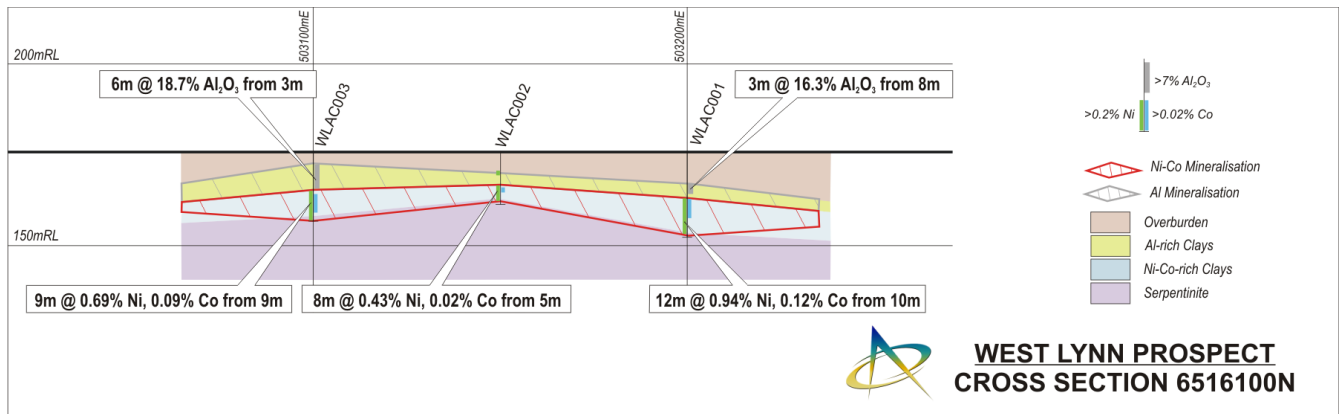 503100mE
503200mE
200mRL
6m @ 18.7% Al₂O₃ from 3m
3m @ 16.3% Al₂O₃ from 8m
WLAC003
WLAC002
WLAC001
>7% Al₂O₃
>0.2% Ni
>0.02% Co
Ni-Co Mineralisation
Al Mineralisation
Overburden
Al-rich Clays
Ni-Co-rich Clays
Serpentinite
150mRL
9m @ 0.69% Ni, 0.09% Co from 9m
8m @ 0.43% Ni, 0.02% Co from 5m
12m @ 0.94% Ni, 0.12% Co from 10m
WEST LYNN PROSPECT
CROSS SECTION 6516100N